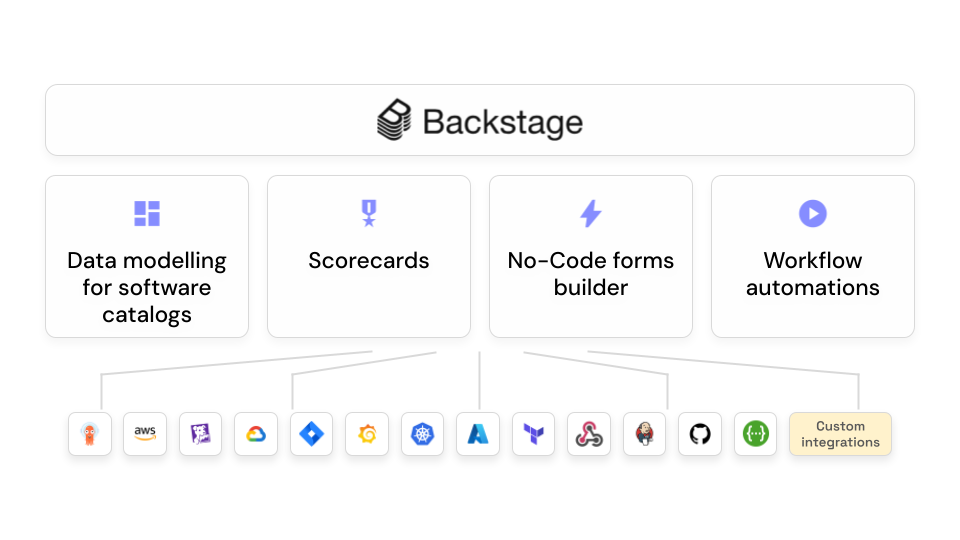 Backstage
Data modelling
for software
catalogs
Scorecards
No-Code forms
builder
Workflow
automations
aws
Custom
integrations